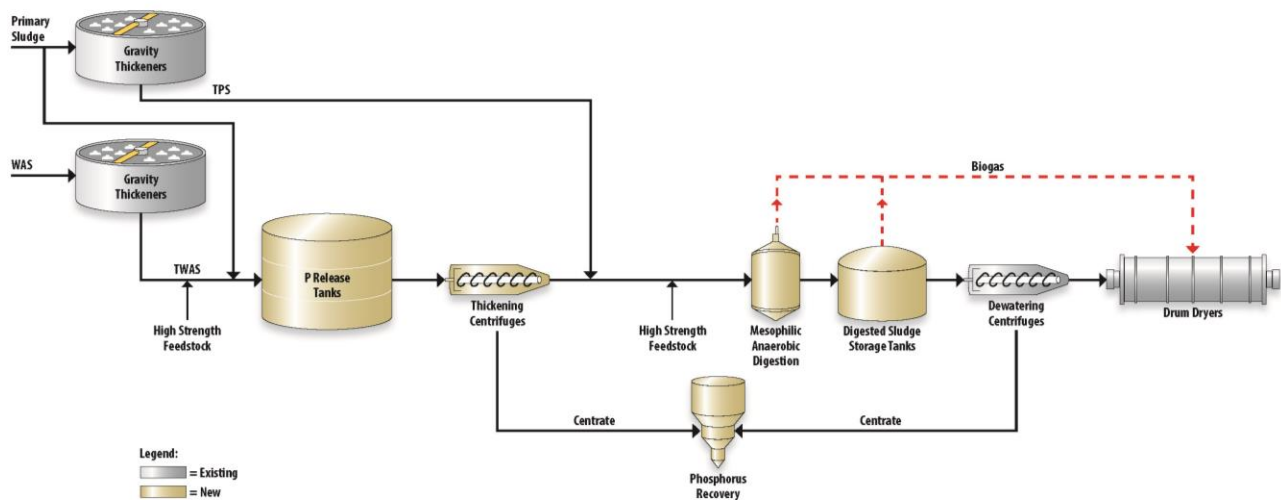 Primary
Sludge
Gravity
Thickeners
TPS
WAS
Gravity
Thickeners
Biogas
TWAS
P Release
Tanks
High Strength
Feedstock
Thickening
Centrifuges
High Strength
Feedstock
Mesophilic
Anaerobic
Digestion
Digested Sludge
Storage Tanks
Dewatering
Centrifuges
Drum Dryers
Centrate
Centrate
Phosphorus
Recovery
Legend:
= Existing
= New